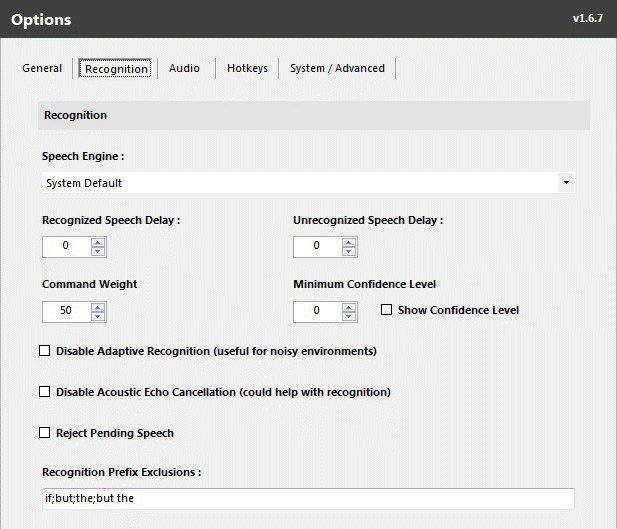 Options v1.6.7
General Recognition Audio Hotkeys System / Advanced
Recognition
Speech Engine :
System Default
Recognized Speech Delay : Unrecognized Speech Delay :
0 0
Command Weight Minimum Confidence Level
50 0 Show Confidence Level
Disable Adaptive Recognition (useful for noisy environments)
Disable Acoustic Echo Cancellation (could help with recognition)
Reject Pending Speech
Recognition Prefix Exclusions :
if;but;the;but the